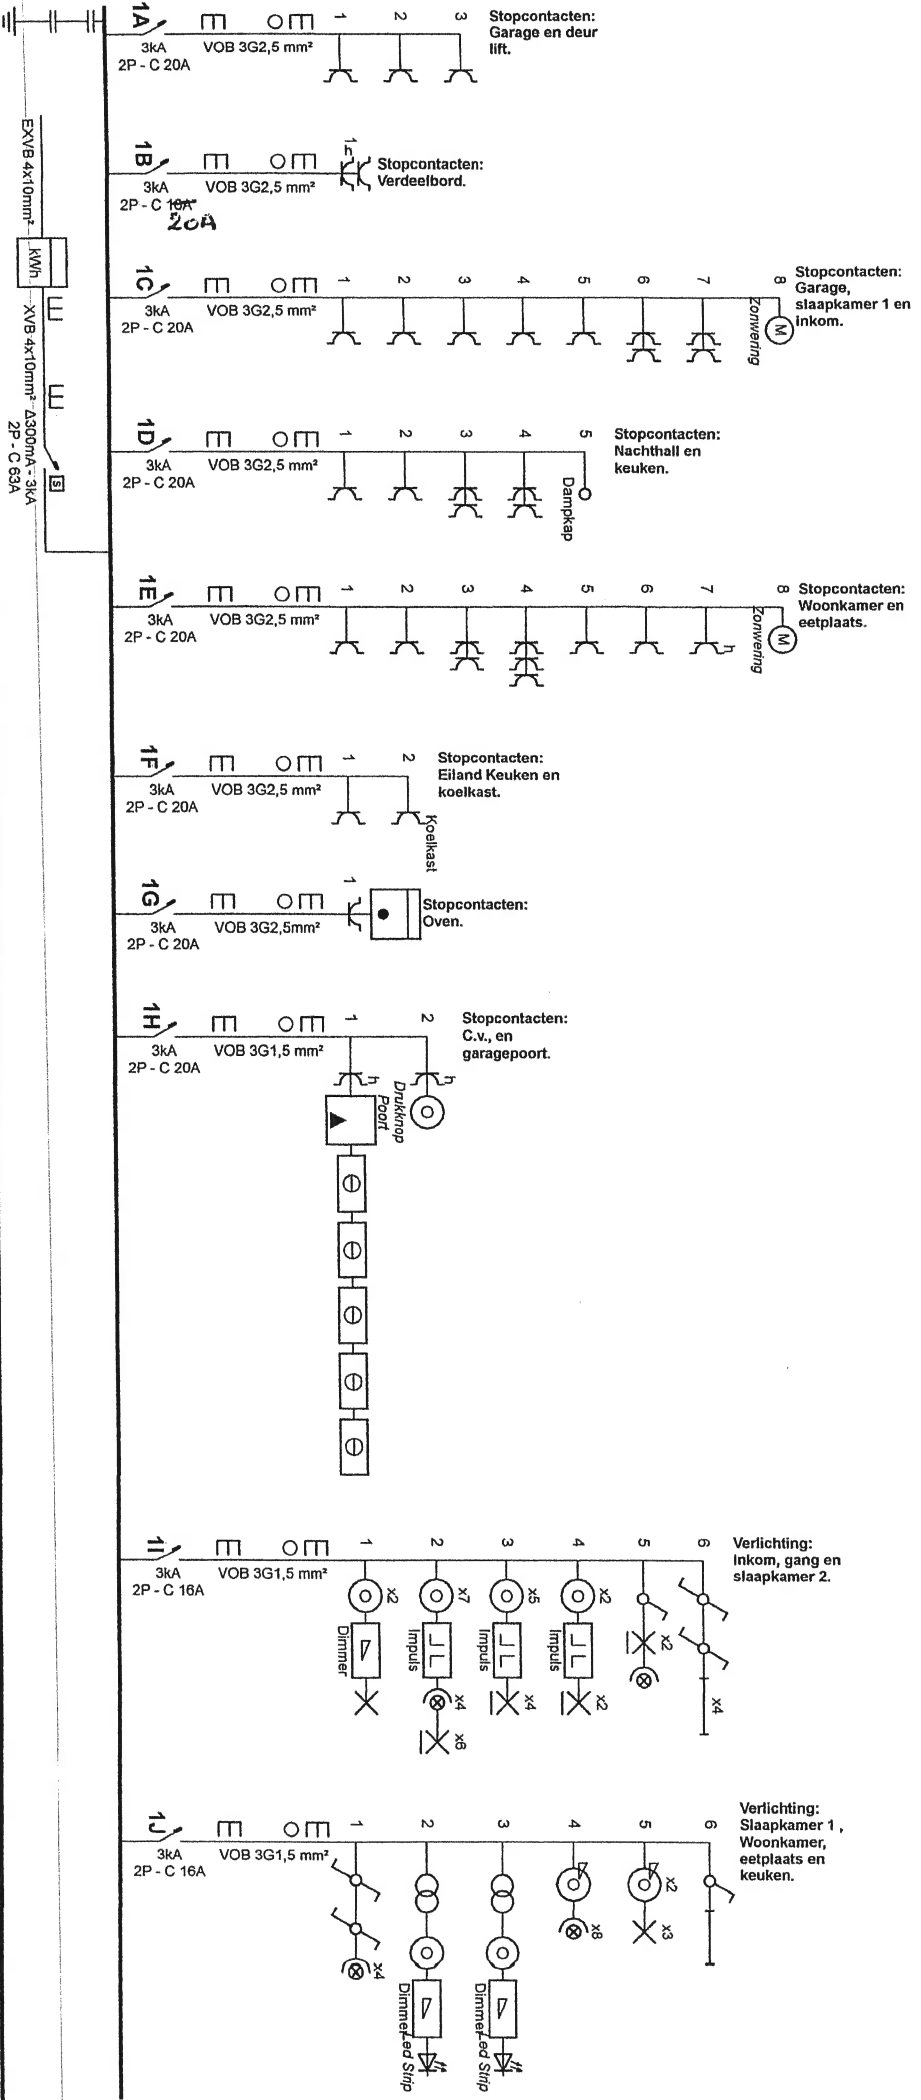 1A
3kA
2P - C 20A
VOB 3G2,5 mm²
1 2 3
Stopcontacten:
Garage en deur
lift.
1B
3kA
2P - C 10A
20A
VOB 3G2,5 mm²
1 h
Stopcontacten:
Verdeelbord.
EXVB 4x10mm²
kWh
XVB 4x10mm²
Δ300mA - 3kA
2P - C 63A
S
1C
3kA
2P - C 20A
VOB 3G2,5 mm²
1 2 3 4 5 6 7 8
Zonwering
M
Stopcontacten:
Garage,
slaapkamer 1 en
inkom.
1D
3kA
2P - C 20A
VOB 3G2,5 mm²
1 2 3 4 5
Dampkap
Stopcontacten:
Nachthall en
keuken.
1E
3kA
2P - C 20A
VOB 3G2,5 mm²
1 2 3 4 5 6 7 8
h
Zonwering
M
Stopcontacten:
Woonkamer en
eetplaats.
1F
3kA
2P - C 20A
VOB 3G2,5 mm²
1 2
Koelkast
Stopcontacten:
Eiland Keuken en
koelkast.
1G
3kA
2P - C 20A
VOB 3G2,5mm²
1
Stopcontacten:
Oven.
1H
3kA
2P - C 20A
VOB 3G1,5 mm²
1 2
h h
Drukknop
Poort
Stopcontacten:
C.v., en
garagepoort.
1I
3kA
2P - C 16A
VOB 3G1,5 mm²
1 2 3 4 5 6
x2 x7 x5 x2
Dimmer Impuls Impuls Impuls
x4 x6 x4 x2 x2 x4
Verlichting:
Inkom, gang en
slaapkamer 2.
1J
3kA
2P - C 16A
VOB 3G1,5 mm²
1 2 3 4 5 6
x4 x8 x2 x3
Dimmer Led Strip
Dimmer Led Strip
Verlichting:
Slaapkamer 1 ,
Woonkamer,
eetplaats en
keuken.